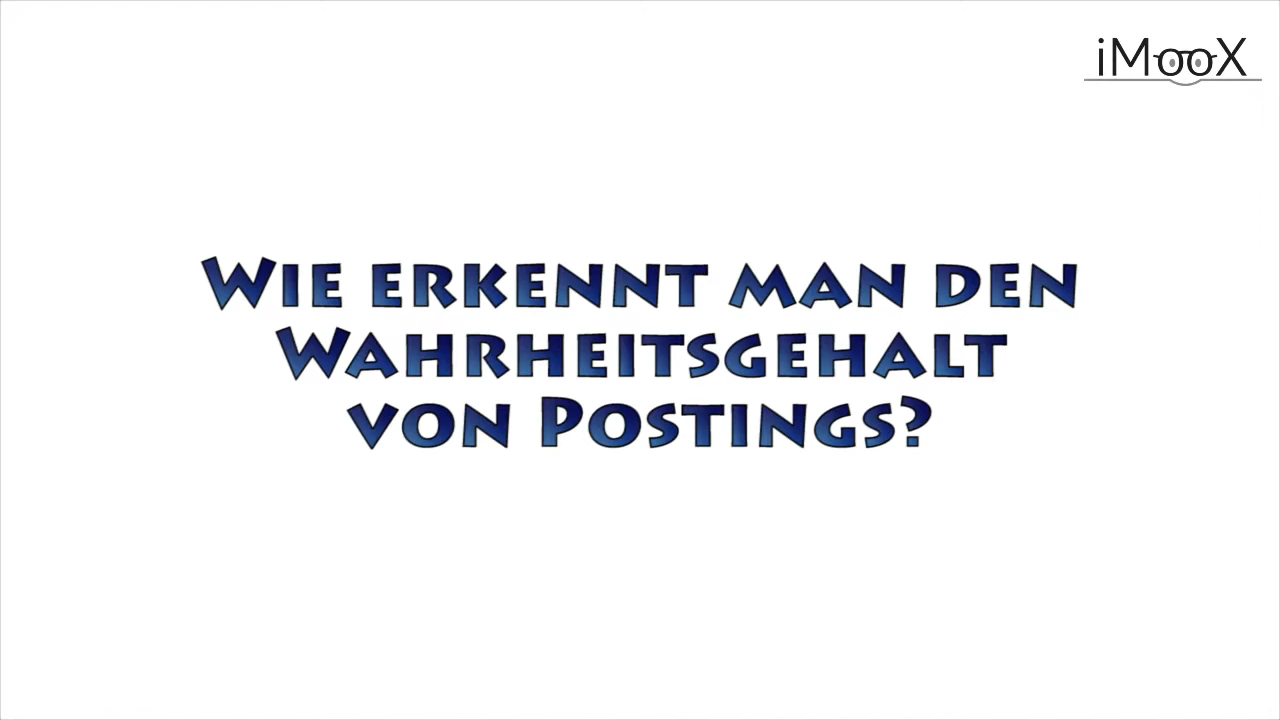 iMooX
Wie erkennt man den
Wahrheitsgehalt
von Postings?